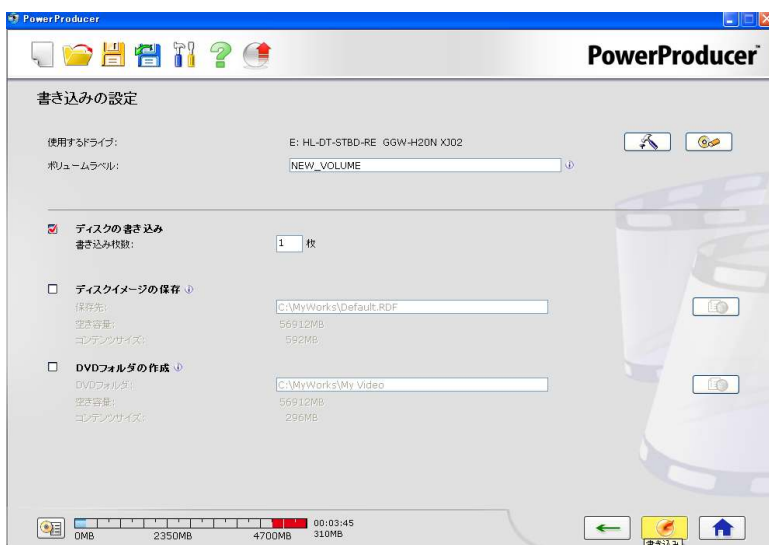 PowerProducer
PowerProducer
書き込みの設定
使用するドライブ: E: HL-DT-STBD-RE GGW-H20N XJ02
ボリュームラベル: NEW_VOLUME
ディスクの書き込み
書き込み枚数: 1 枚
ディスクイメージの保存
保存先: C:\MyWorks\Default.RDF
空き容量: 56912MB
コンテンツサイズ: 592MB
DVDフォルダの作成
DVDフォルダ: C:\MyWorks\My Video
空き容量: 56912MB
コンテンツサイズ: 296MB
00:03:45
0MB 2350MB 4700MB 310MB
書き込み